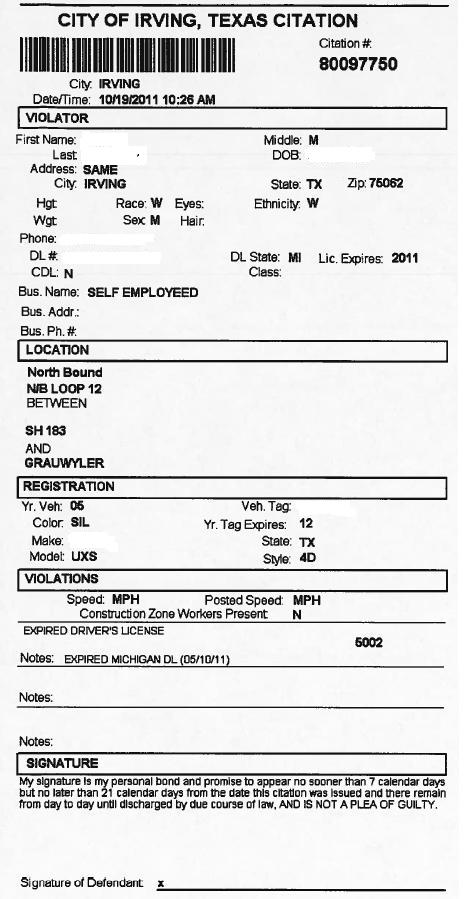 CITY OF IRVING, TEXAS CITATION
Citation #:
80097750
City: IRVING
Date/Time: 10/19/2011 10:26 AM
VIOLATOR
First Name: Middle: M
Last: DOB:
Address: SAME
City: IRVING State: TX Zip: 75062
Hgt: Race: W Eyes: Ethnicity: W
Wgt: Sex: M Hair:
Phone:
DL #: DL State: MI Lic. Expires: 2011
CDL: N Class:
Bus. Name: SELF EMPLOYEED
Bus. Addr.:
Bus. Ph. #:
LOCATION
North Bound
N/B LOOP 12
BETWEEN
SH 183
AND
GRAUWYLER
REGISTRATION
Yr. Veh: 05 Veh. Tag:
Color: SIL Yr. Tag Expires: 12
Make: State: TX
Model: UXS Style: 4D
VIOLATIONS
Speed: MPH Posted Speed: MPH
Construction Zone Workers Present: N
EXPIRED DRIVER'S LICENSE
5002
Notes: EXPIRED MICHIGAN DL (05/10/11)
Notes:
Notes:
SIGNATURE
My signature is my personal bond and promise to appear no sooner than 7 calendar days
but no later than 21 calendar days from the date this citation was issued and there remain
from day to day until discharged by due course of law, AND IS NOT A PLEA OF GUILTY.
Signature of Defendant: x